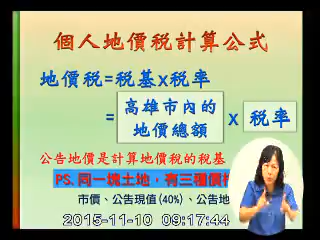 個人地價稅計算公式
地價稅=稅基x稅率
=高雄市內的地價總額 x 稅率
公告地價是計算地價稅的稅基
PS.同一塊土地，有三種價
市價、公告現值(40%)、公告地
2015-11-10 09:17:44